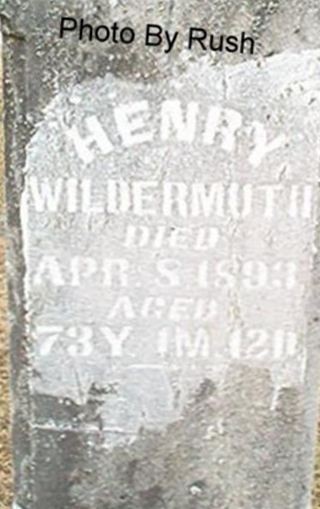 Photo By Rush
HENRY
WILDERMUTH
DIED
APR. 8. 1893
AGED
73Y. 1M. 12D.